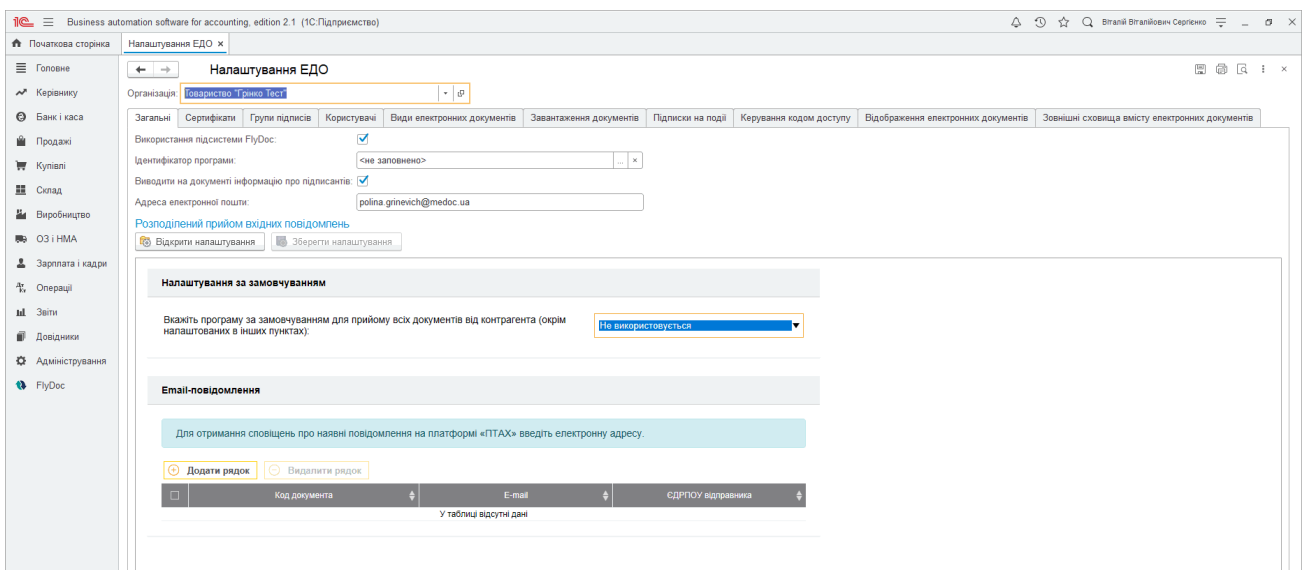 Business automation software for accounting, edition 2.1 (1С:Підприємство)
Віталій Віталійович Сергієнко
Початкова сторінка
Налаштування ЕДО ×
Головне
Керівнику
Банк і каса
Продажі
Купівлі
Склад
Виробництво
ОЗ і НМА
Зарплата і кадри
Операції
Звіти
Довідники
Адміністрування
FlyDoc
Налаштування ЕДО
Організація: Товариство "Грінко Тест"
Загальні Сертифікати Групи підписів Користувачі Види електронних документів Завантаження документів Підписки на події Керування кодом доступу Відображення електронних документів Зовнішні сховища вмісту електронних документів
Використання підсистеми FlyDoc:
Ідентифікатор програми: <не заповнено> ... ×
Виводити на документі інформацію про підписантів:
Адреса електронної пошти: polina.grinevich@medoc.ua
Розподілений прийом вхідних повідомлень
Відкрити налаштування Зберегти налаштування
Налаштування за замовчуванням
Вкажіть програму за замовчуванням для прийому всіх документів від контрагента (окрім
налаштованих в інших пунктах):
Не використовується
Email-повідомлення
Для отримання сповіщень про наявні повідомлення на платформі «ПТАХ» введіть електронну адресу.
Додати рядок Видалити рядок
Код документа E-mail ЄДРПОУ відправника
У таблиці відсутні дані